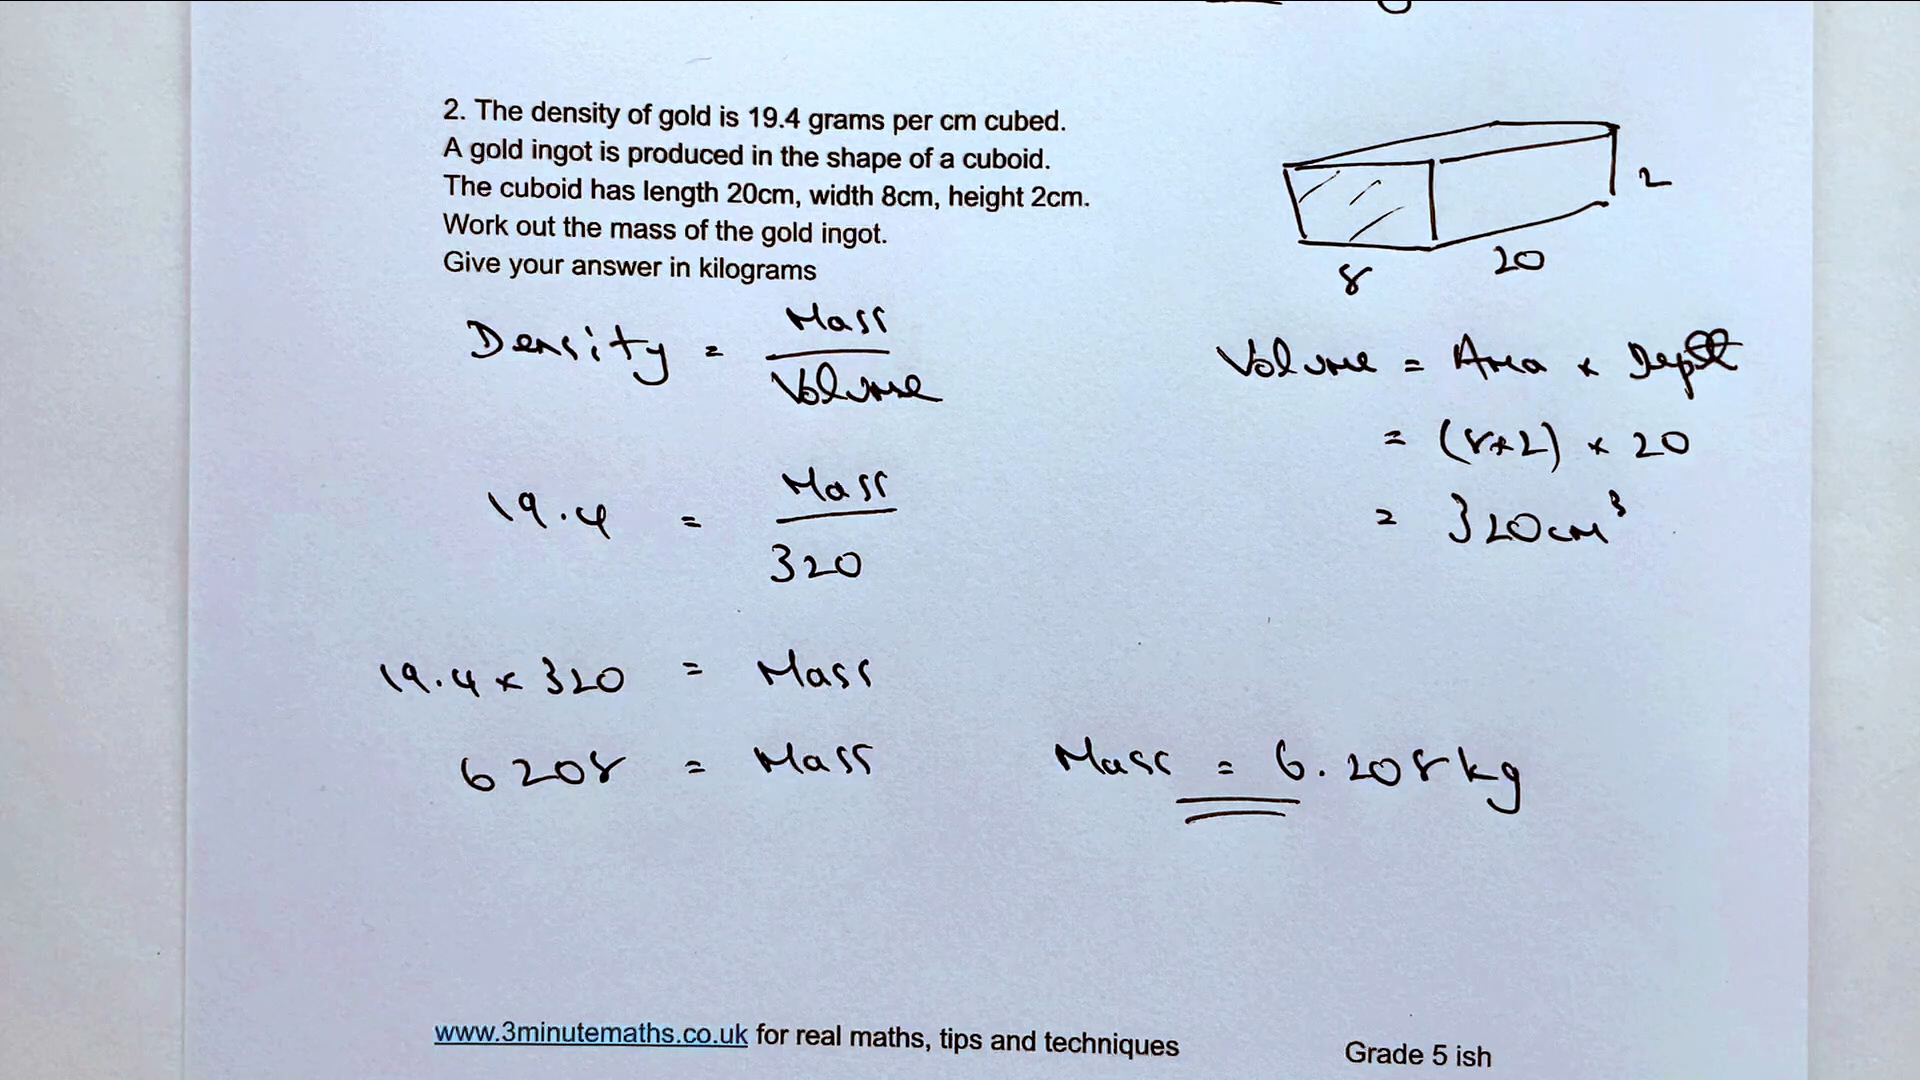 2. The density of gold is 19.4 grams per cm cubed.
A gold ingot is produced in the shape of a cuboid.
The cuboid has length 20cm, width 8cm, height 2cm.
Work out the mass of the gold ingot.
Give your answer in kilograms
2
8
20
Density = Mass / Volume
19.4 = Mass / 320
19.4 × 320 = Mass
6208 = Mass
Volume = Area × Depth
= (8×2) × 20
= 320cm³
Mass = 6.208kg
www.3minutemaths.co.uk for real maths, tips and techniques
Grade 5 ish